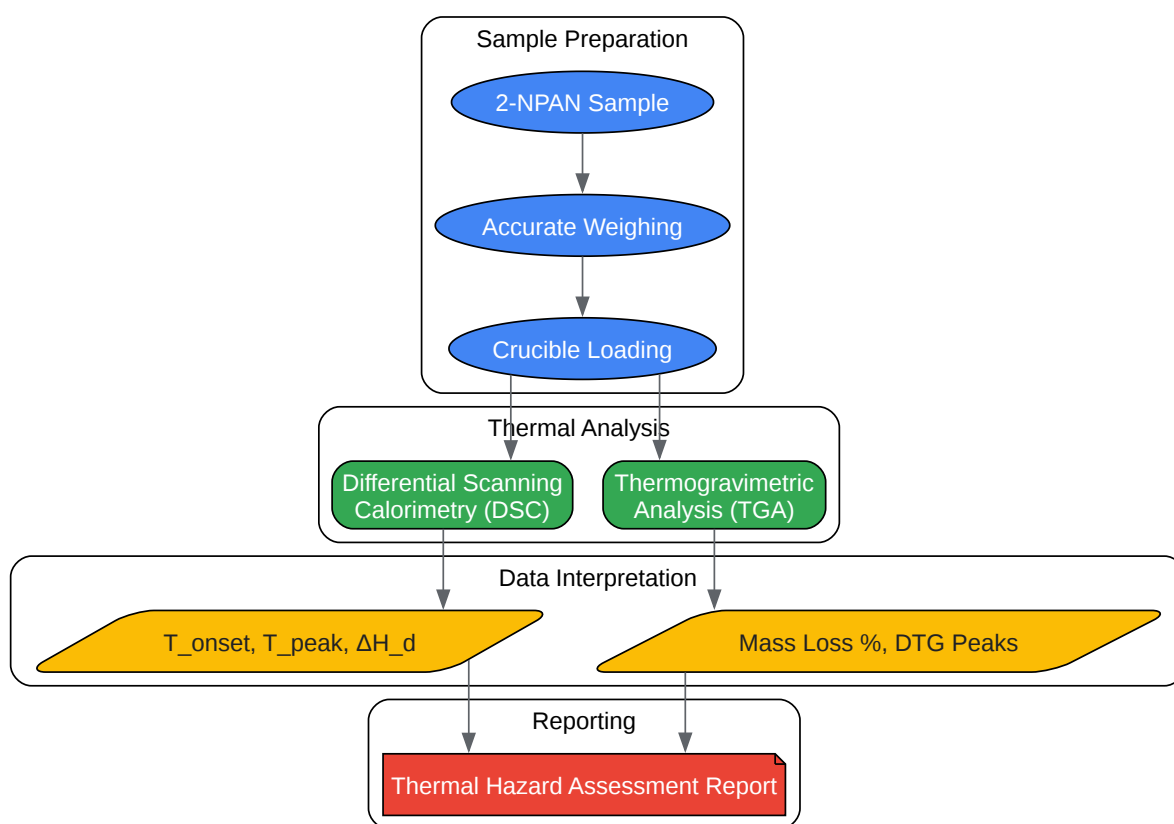 Sample Preparation
2-NPAN Sample
Accurate Weighing
Crucible Loading
Thermal Analysis
Differential Scanning
Calorimetry (DSC)
Thermogravimetric
Analysis (TGA)
Data Interpretation
T_onset, T_peak, ΔH_d
Mass Loss %, DTG Peaks
Reporting
Thermal Hazard Assessment Report